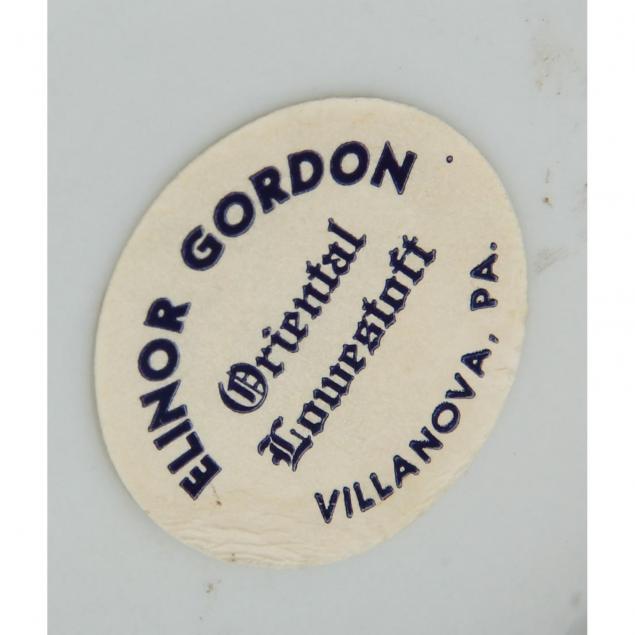 ELINOR GORDON
Oriental
Lowestoft
VILLANOVA, PA.